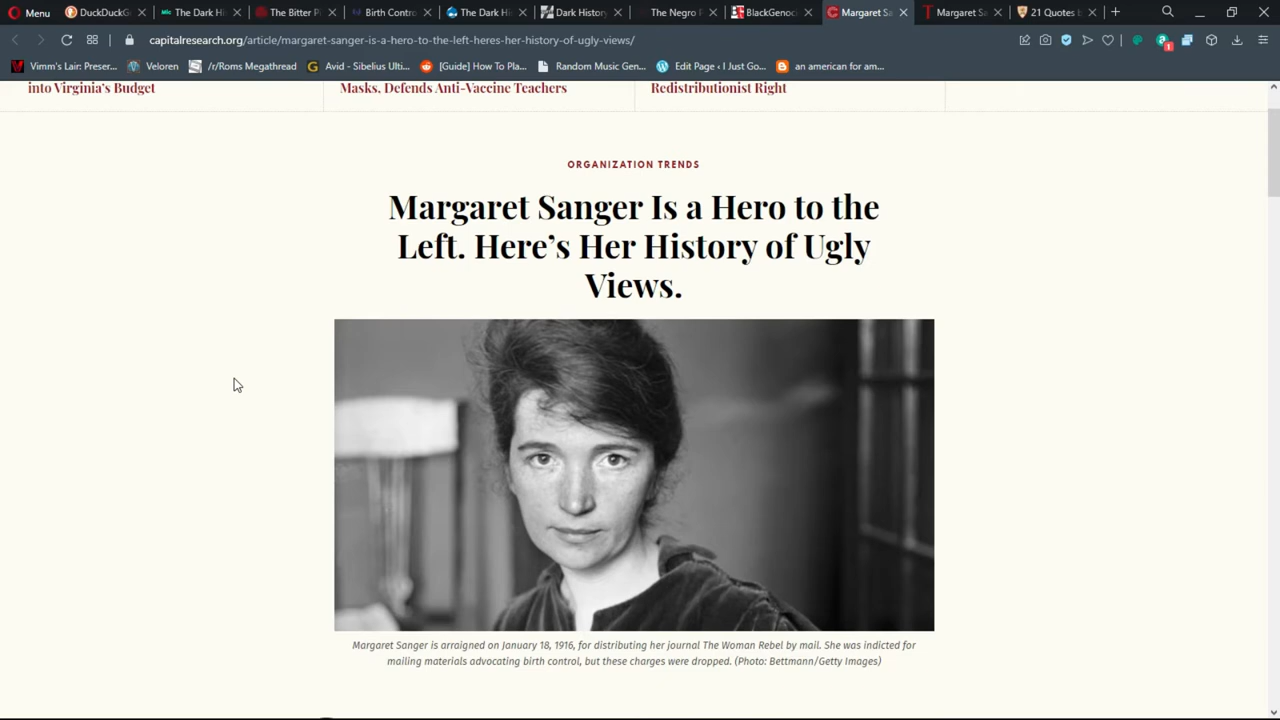 Menu
DuckDuckG
The Dark Hi
The Bitter P
Birth Contro
The Dark Hi
Dark History
The Negro P
BlackGenoci
Margaret Sa
Margaret Sa
21 Quotes b
capitalresearch.org/article/margaret-sanger-is-a-hero-to-the-left-heres-her-history-of-ugly-views/
1
Vimm's Lair: Preser...
Veloren
/r/Roms Megathread
Avid - Sibelius Ulti...
[Guide] How To Pla...
Random Music Gen...
Edit Page ‹ I Just Go...
an american for am...
into Virginia's Budget
Masks, Defends Anti-Vaccine Teachers
Redistributionist Right
ORGANIZATION TRENDS
Margaret Sanger Is a Hero to the
Left. Here's Her History of Ugly
Views.
Margaret Sanger is arraigned on January 18, 1916, for distributing her journal The Woman Rebel by mail. She was indicted for
mailing materials advocating birth control, but these charges were dropped. (Photo: Bettmann/Getty Images)